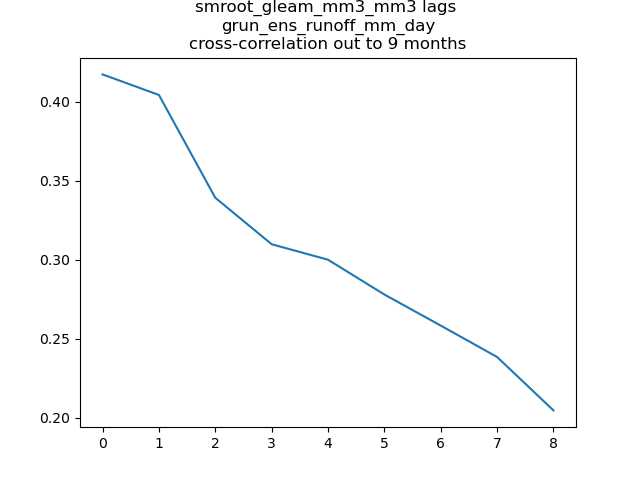 smroot_gleam_mm3_mm3 lags
grun_ens_runoff_mm_day
cross-correlation out to 9 months
0.40
0.35
0.30
0.25
0.20
0 1 2 3 4 5 6 7 8